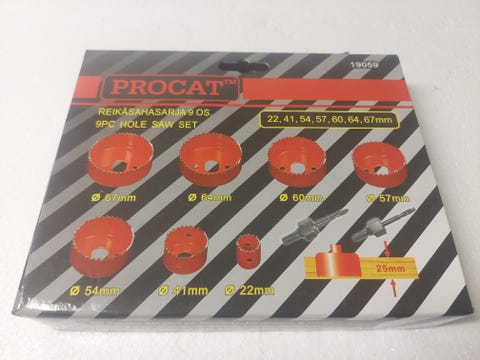 19059
PROCAT™
REIKÄSAHASARJA 9 OS.
9PC HOLE SAW SET
22, 41, 54, 57, 60, 64, 67mm
Ø 67mm
Ø 64mm
Ø 60mm
Ø 57mm
Ø 54mm
Ø 41mm
Ø 22mm
25mm